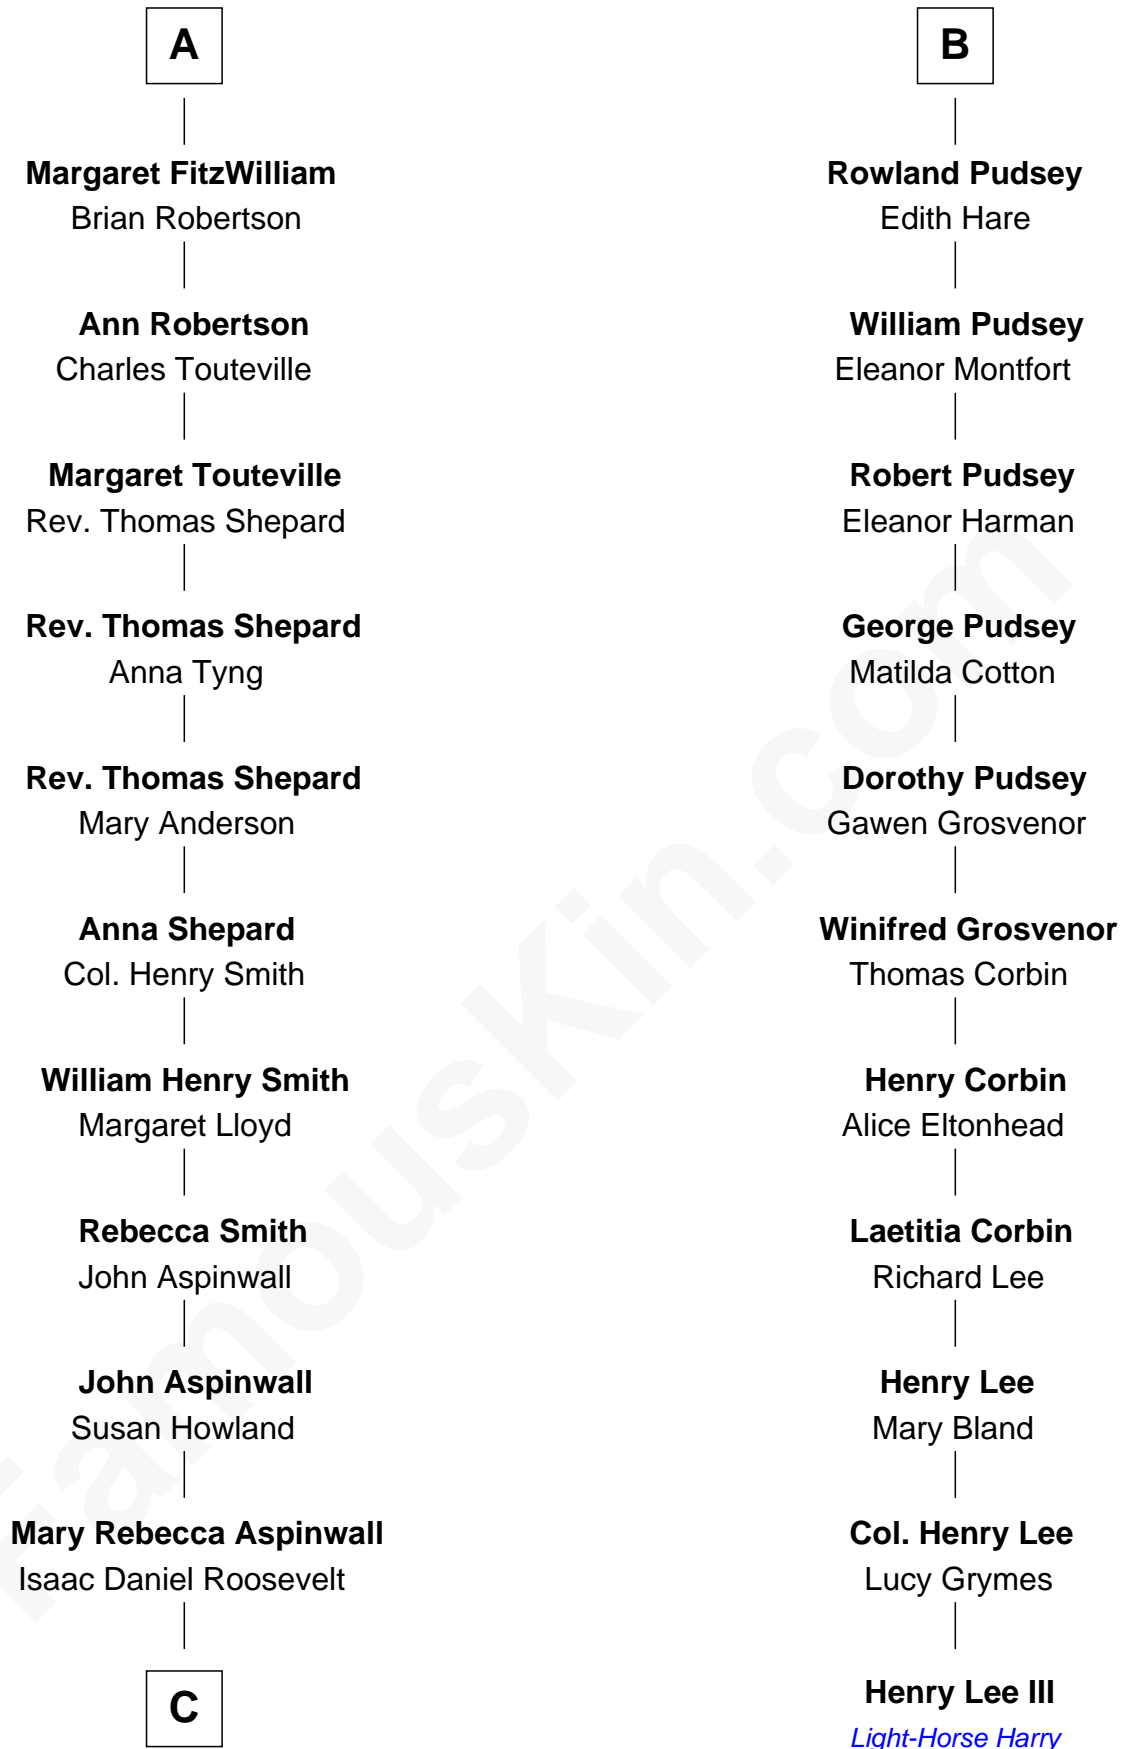 A
Margaret FitzWilliam
Brian Robertson
Ann Robertson
Charles Touteville
Margaret Touteville
Rev. Thomas Shepard
Rev. Thomas Shepard
Anna Tyng
Rev. Thomas Shepard
Mary Anderson
Anna Shepard
Col. Henry Smith
William Henry Smith
Margaret Lloyd
Rebecca Smith
John Aspinwall
John Aspinwall
Susan Howland
Mary Rebecca Aspinwall
Isaac Daniel Roosevelt
C
B
Rowland Pudsey
Edith Hare
William Pudsey
Eleanor Montfort
Robert Pudsey
Eleanor Harman
George Pudsey
Matilda Cotton
Dorothy Pudsey
Gawen Grosvenor
Winifred Grosvenor
Thomas Corbin
Henry Corbin
Alice Eltonhead
Laetitia Corbin
Richard Lee
Henry Lee
Mary Bland
Col. Henry Lee
Lucy Grymes
Henry Lee III
Light-Horse Harry
FamousKin.com